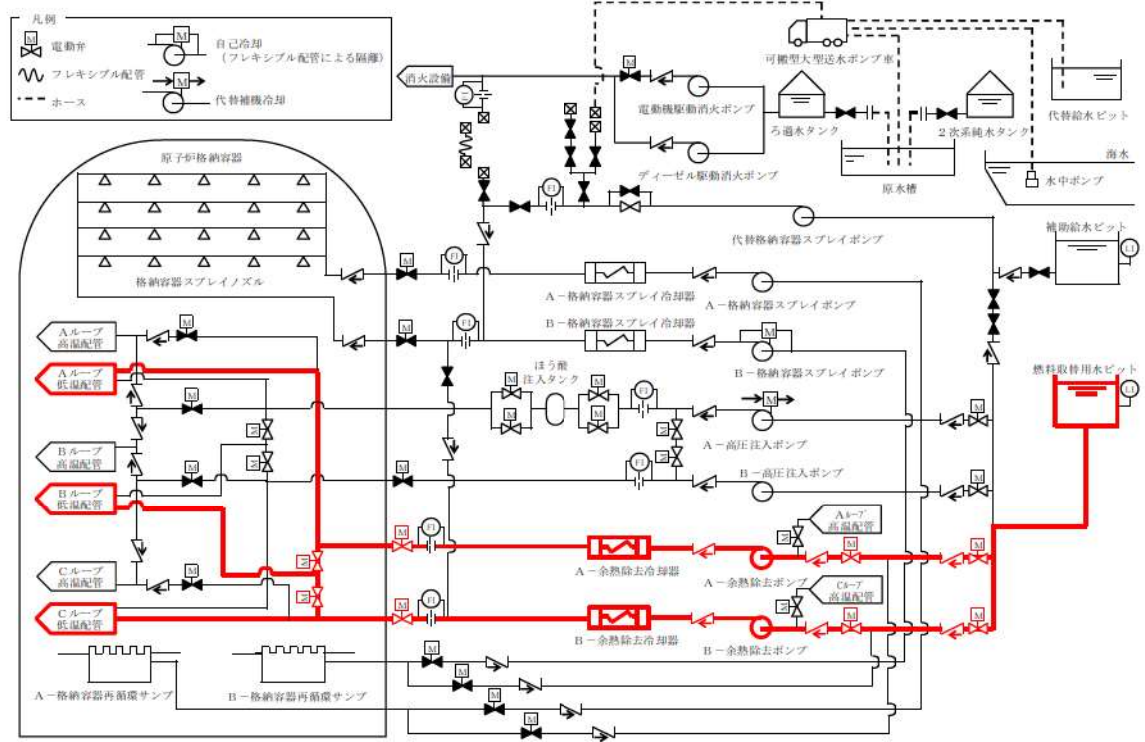 凡例
M
電動弁
フレキシブル配管
ホース
M
自己冷却
(フレキシブル配管による隔離)
M
代替補機冷却
消火設備
M
電動機駆動消火ポンプ
ディーゼル駆動消火ポンプ
可搬型大型送水ポンプ車
ろ過水タンク
2次系純水タンク
原水槽
代替給水ピット
海水
水中ポンプ
原子炉格納容器
格納容器スプレイノズル
FI
代替格納容器スプレイポンプ
補助給水ピット
LI
M
FI
A-格納容器スプレイ冷却器
A-格納容器スプレイポンプ
M
FI
B-格納容器スプレイ冷却器
M
B-格納容器スプレイポンプ
Aループ
高温配管
M
Aループ
低温配管
燃料取替用水ピット
LI
ほう酸
注入タンク
M
M
M
M
M
FI
M
A-高圧注入ポンプ
M
M
M
Bループ
高温配管
M
M
M
M
M
FI
B-高圧注入ポンプ
M
Bループ
低温配管
Aループ
高温配管
M
M
FI
A-余熱除去冷却器
M
A-余熱除去ポンプ
M
M
Cループ
高温配管
M
M
Cループ
高温配管
Cループ
低温配管
M
FI
B-余熱除去冷却器
M
B-余熱除去ポンプ
M
M
A-格納容器再循環サンプ
B-格納容器再循環サンプ
M
M
M
M